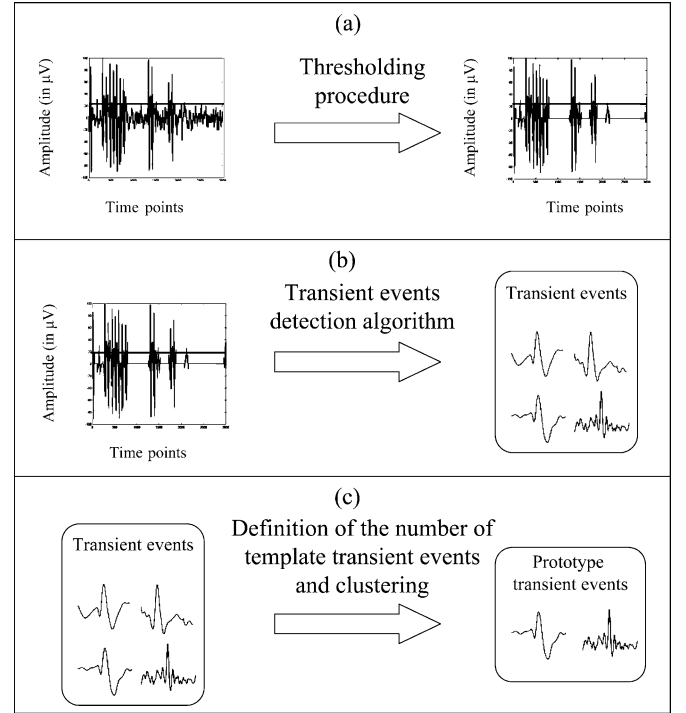 (a)
Amplitude (in μV)
Time points
Thresholding
procedure
Amplitude (in μV)
Time points
(b)
Amplitude (in μV)
Time points
Transient events
detection algorithm
Transient events
(c)
Transient events
Definition of the number of
template transient events
and clustering
Prototype
transient events